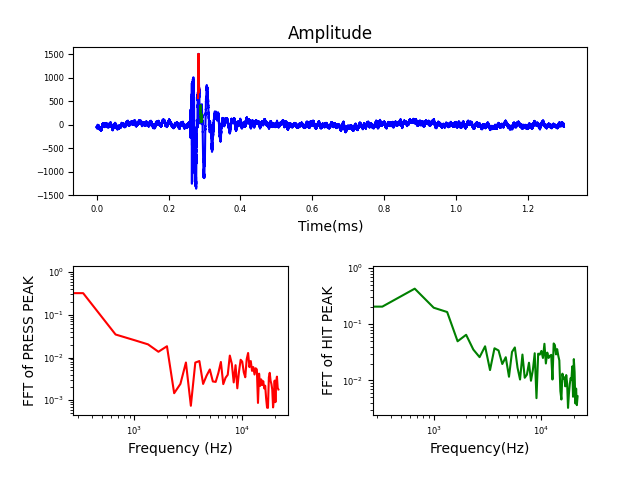 Amplitude
1500
1000
500
0
−500
−1000
−1500
0.0 0.2 0.4 0.6 0.8 1.0 1.2
Time(ms)
FFT of PRESS PEAK
10⁰
10⁻¹
10⁻²
10⁻³
10³ 10⁴
Frequency (Hz)
FFT of HIT PEAK
10⁰
10⁻¹
10⁻²
10³ 10⁴
Frequency(Hz)